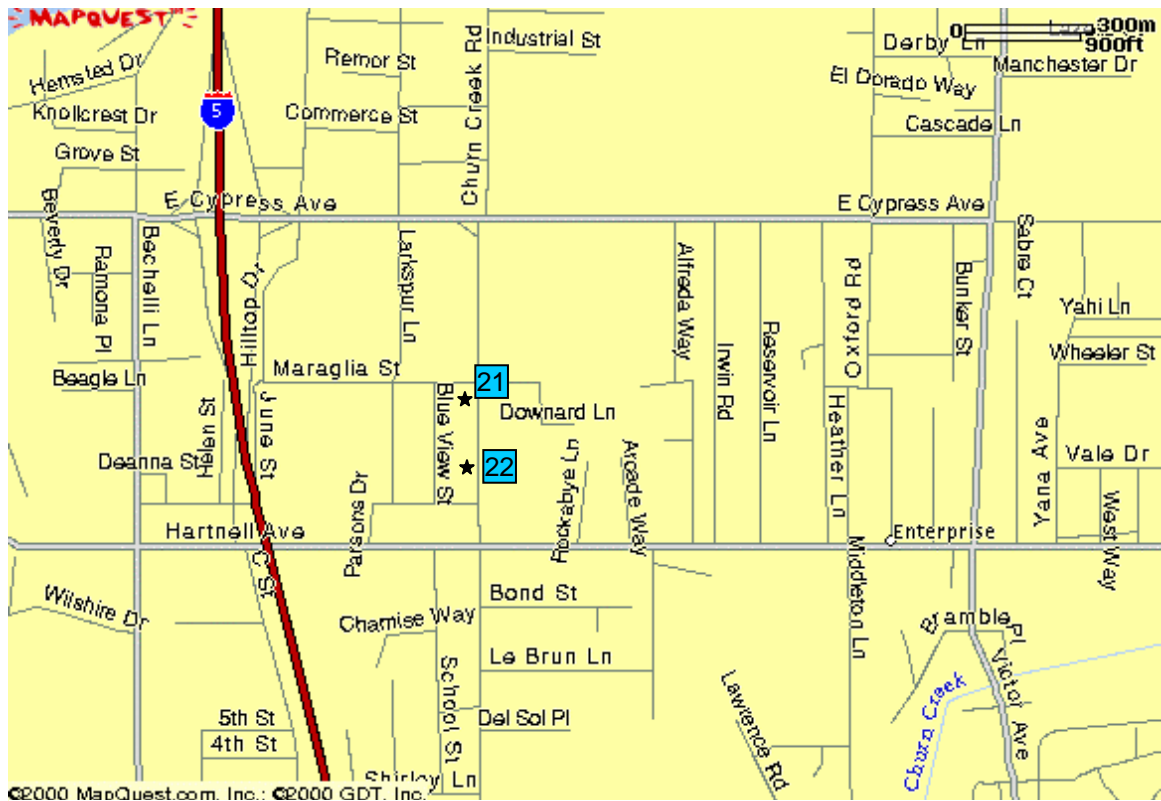 MAPQUEST
Industrial St
0
300m
900ft
Derby Ln
Hemsted Dr
Remor St
Churn Creek Rd
Manchester Dr
El Dorado Way
5
Knollcrest Dr
Commerce St
Cascade Ln
Grove St
E Cypress Ave
E Cypress Ave
Beverly Dr
Ramona Pl
Bechelli Ln
Hilltop Dr
Larkspur Ln
Alfreda Way
Irwin Rd
Reservoir Ln
Oxford Rd
Bunker St
Sabre Ct
Yahi Ln
Wheeler St
Beagle Ln
Maraglia St
21
Downard Ln
Helen St
June St
Blue View St
22
Heather Ln
Yana Ave
Vale Dr
Deanna St
Parsons Dr
Rockabye Ln
Arcade Way
West Way
Hartnell Ave
Enterprise
C St
Middleton Ln
Wilshire Dr
Chamise Way
Bond St
Bramble Pl
School St
Le Brun Ln
Victor Ave
Lawrence Rd
Churn Creek
5th St
Del Sol Pl
4th St
Shirley Ln
©2000 MapQuest.com, Inc.; ©2000 GDT, Inc.